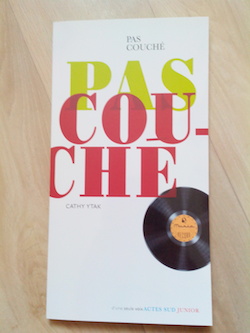 PAS
COUCHÉ
PAS
COU-
CHE
CATHY YTAK
ACTES SUD JUNIOR